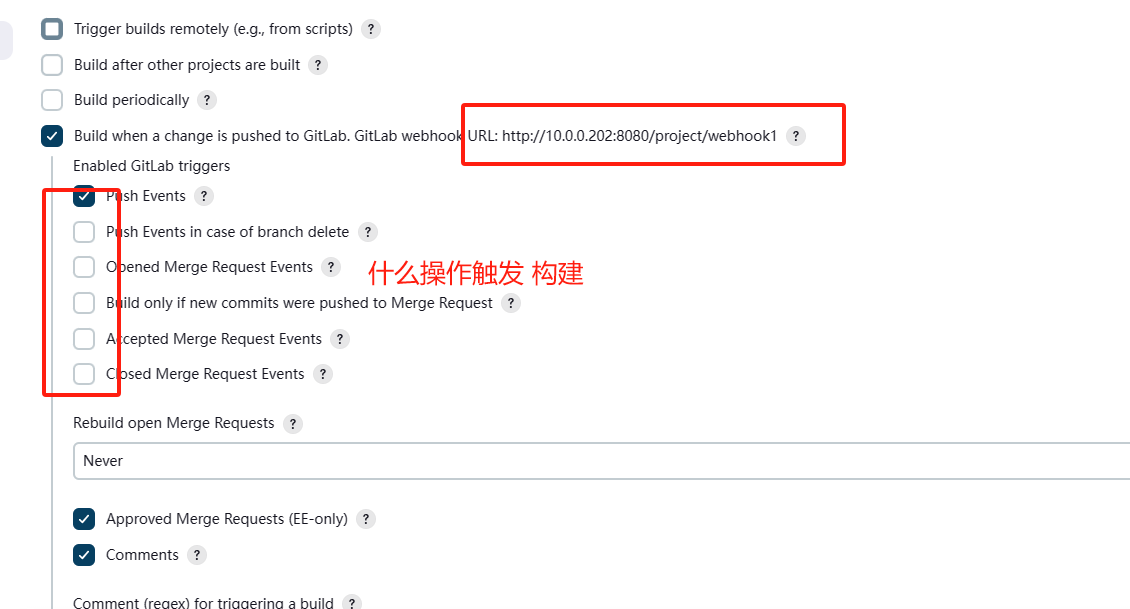 Trigger builds remotely (e.g., from scripts) ?
Build after other projects are built ?
Build periodically ?
Build when a change is pushed to GitLab. GitLab webhook URL: http://10.0.0.202:8080/project/webhook1 ?
Enabled GitLab triggers
Push Events ?
Push Events in case of branch delete ?
Opened Merge Request Events ?
什么操作触发 构建
Build only if new commits were pushed to Merge Request ?
Accepted Merge Request Events ?
Closed Merge Request Events ?
Rebuild open Merge Requests ?
Never
Approved Merge Requests (EE-only) ?
Comments ?
Comment (regex) for triggering a build ?